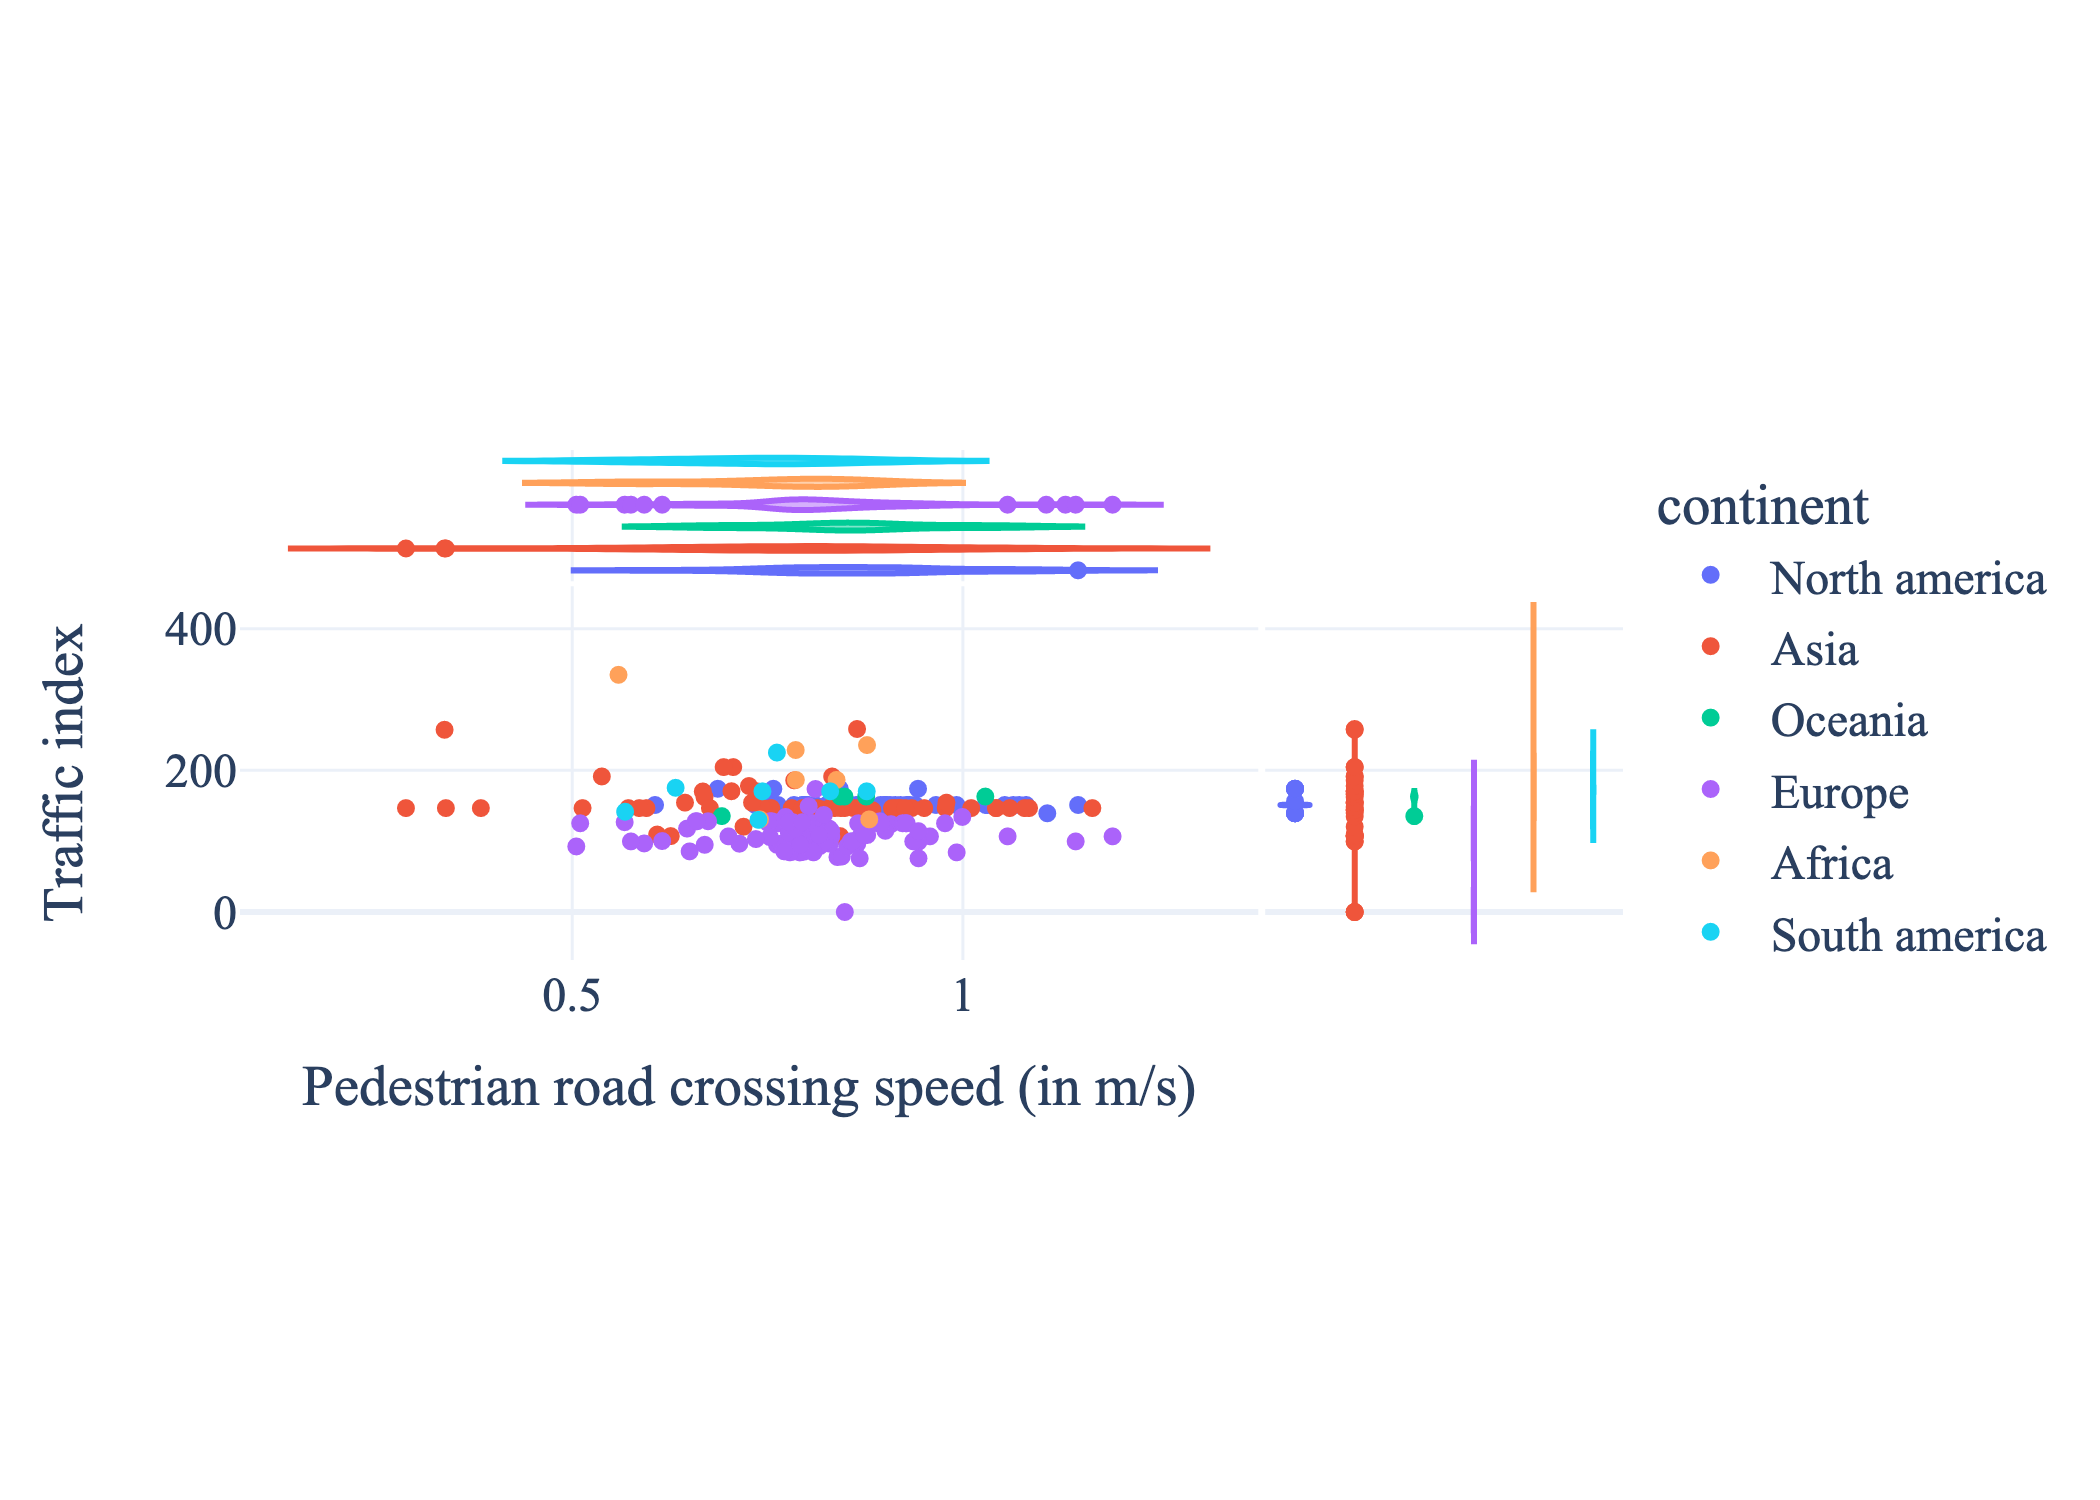 continent
North america
Asia
Oceania
Europe
Africa
South america
Traffic index
400
200
0
0.5
1
Pedestrian road crossing speed (in m/s)